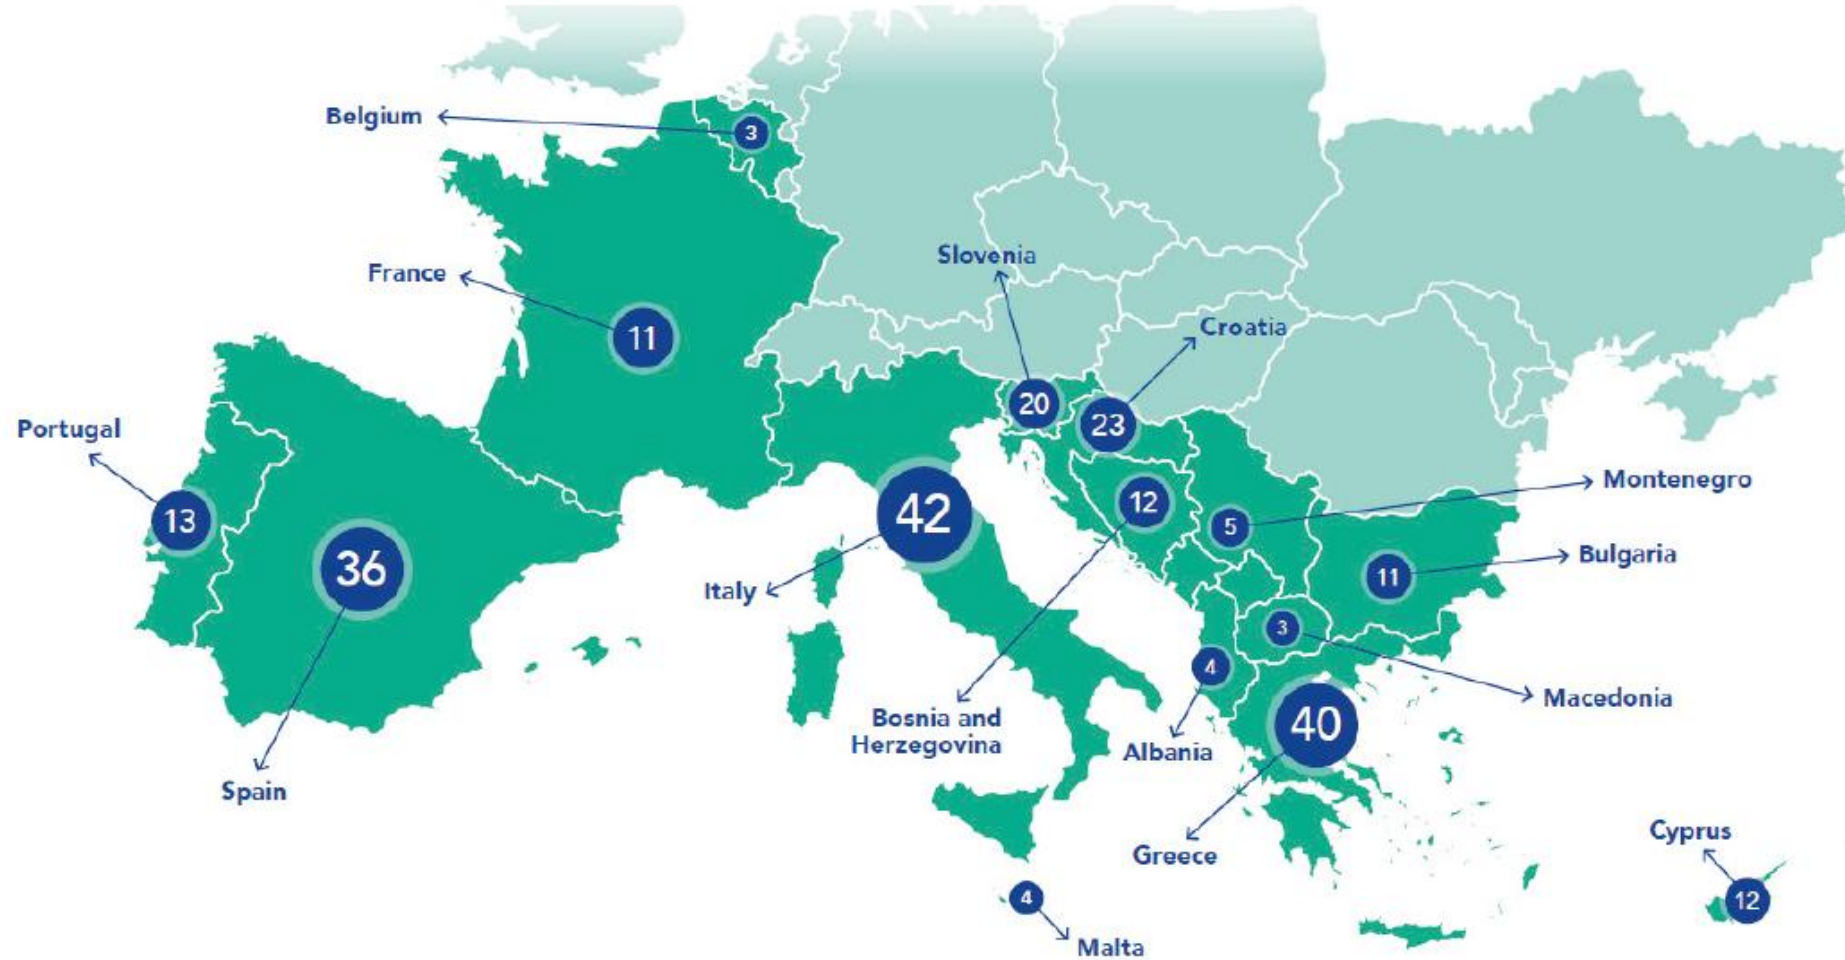 Belgium
3
Slovenia
France
Croatia
11
20
23
Portugal
Montenegro
42
12
13
5
Bulgaria
36
11
Italy
3
4
Macedonia
Bosnia and
Herzegovina
40
Albania
Spain
Cyprus
Greece
4
12
Malta